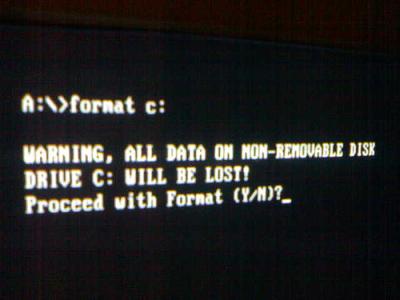 A:\>format c:
WARNING, ALL DATA ON NON-REMOVABLE DISK
DRIVE C: WILL BE LOST!
Proceed with Format (Y/N)?_